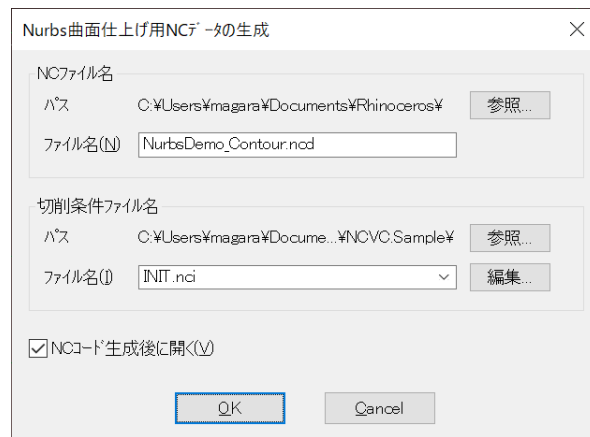 Nurbs曲面仕上げ用NCﾃﾞｰﾀの生成
NCﾌｧｲﾙ名
ﾊﾟｽ C:¥Users¥magara¥Documents¥Rhinoceros¥ 参照...
ﾌｧｲﾙ名(N) NurbsDemo_Contour.ncd
切削条件ﾌｧｲﾙ名
ﾊﾟｽ C:¥Users¥magara¥Docume...¥NCVC.Sample¥ 参照...
ﾌｧｲﾙ名(I) INIT.nci 編集...
NCｺｰﾄﾞ生成後に開く(V)
OK Cancel